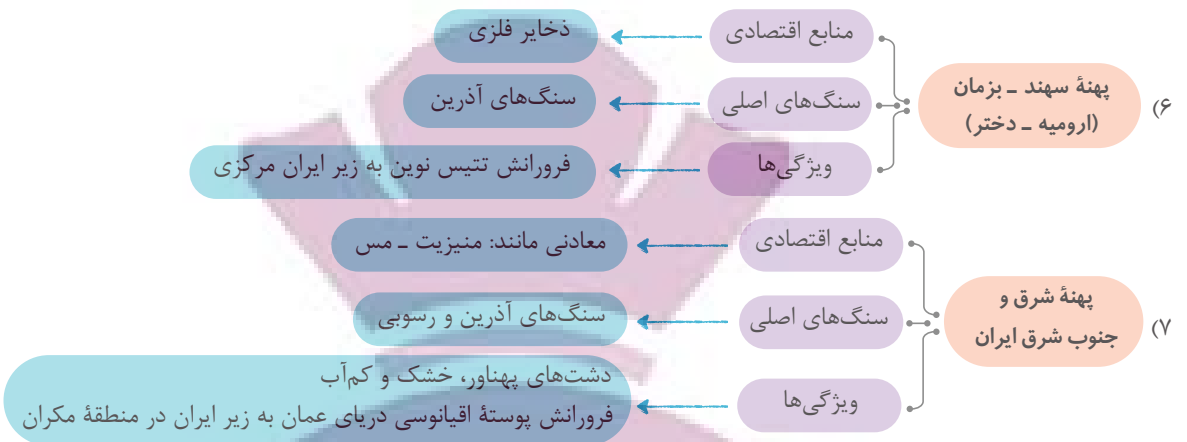 ۶)
پهنهٔ سهند ـ بزمان
(ارومیه ـ دختر)
منابع اقتصادی
ذخایر فلزی
سنگ‌های اصلی
سنگ‌های آذرین
ویژگی‌ها
فرورانش تتیس نوین به زیر ایران مرکزی
۷)
پهنهٔ شرق و
جنوب شرق ایران
منابع اقتصادی
معادنی مانند: منیزیت ـ مس
سنگ‌های اصلی
سنگ‌های آذرین و رسوبی
ویژگی‌ها
دشت‌های پهناور، خشک و کم‌آب
فرورانش پوستهٔ اقیانوسی دریای عمان به زیر ایران در منطقهٔ مکران